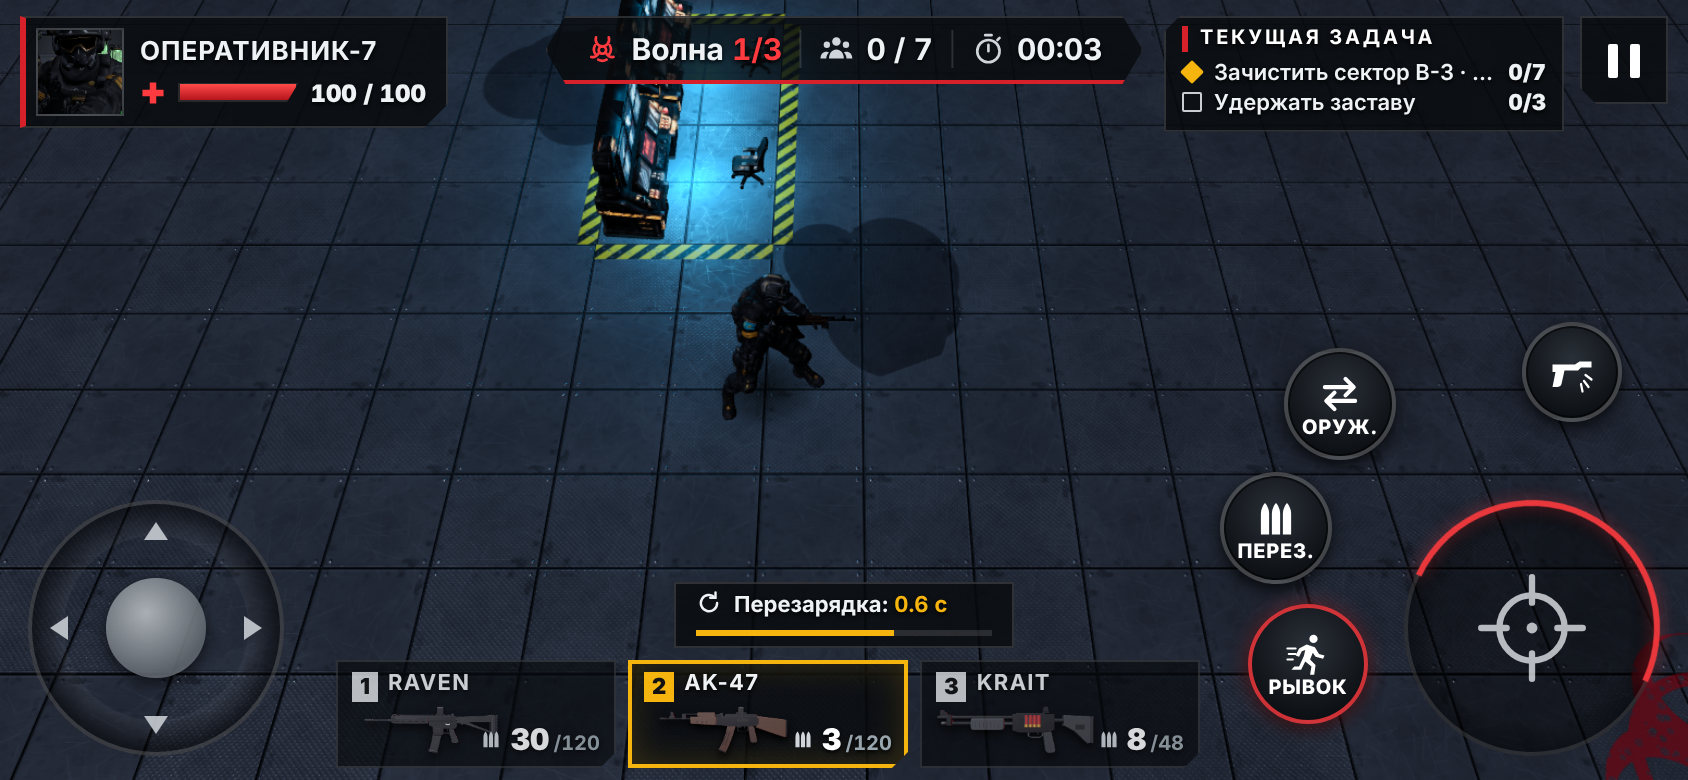 ОПЕРАТИВНИК-7
100 / 100
Волна 1/3
0 / 7
00:03
ТЕКУЩАЯ ЗАДАЧА
Зачистить сектор В-3 · ... 0/7
Удержать заставу 0/3
ОРУЖ.
ПЕРЕЗ.
РЫВОК
Перезарядка: 0.6 с
1 RAVEN
30 /120
2 AK-47
3 /120
3 KRAIT
8 /48